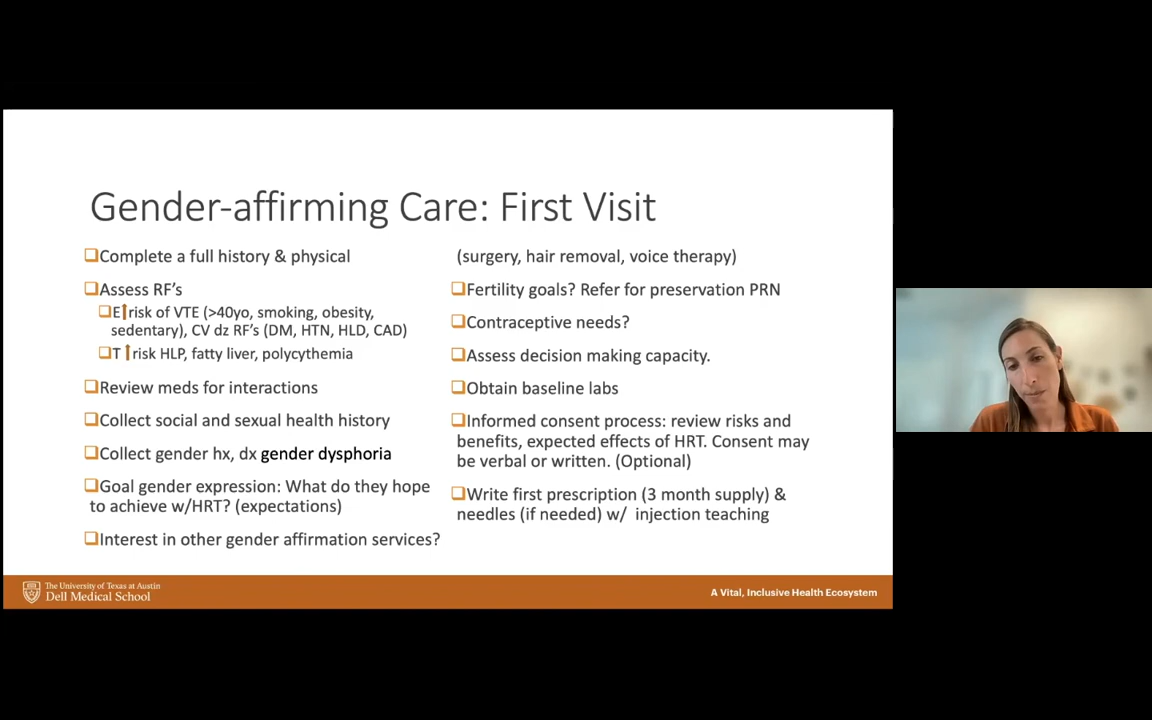 Gender-affirming Care: First Visit
❑Complete a full history & physical
❑Assess RF's
❑E↑risk of VTE (>40yo, smoking, obesity,
sedentary), CV dz RF's (DM, HTN, HLD, CAD)
❑T ↑risk HLP, fatty liver, polycythemia
❑Review meds for interactions
❑Collect social and sexual health history
❑Collect gender hx, dx gender dysphoria
❑Goal gender expression: What do they hope
to achieve w/HRT? (expectations)
❑Interest in other gender affirmation services?
(surgery, hair removal, voice therapy)
❑Fertility goals? Refer for preservation PRN
❑Contraceptive needs?
❑Assess decision making capacity.
❑Obtain baseline labs
❑Informed consent process: review risks and
benefits, expected effects of HRT. Consent may
be verbal or written. (Optional)
❑Write first prescription (3 month supply) &
needles (if needed) w/ injection teaching
The University of Texas at Austin
Dell Medical School
A Vital, Inclusive Health Ecosystem